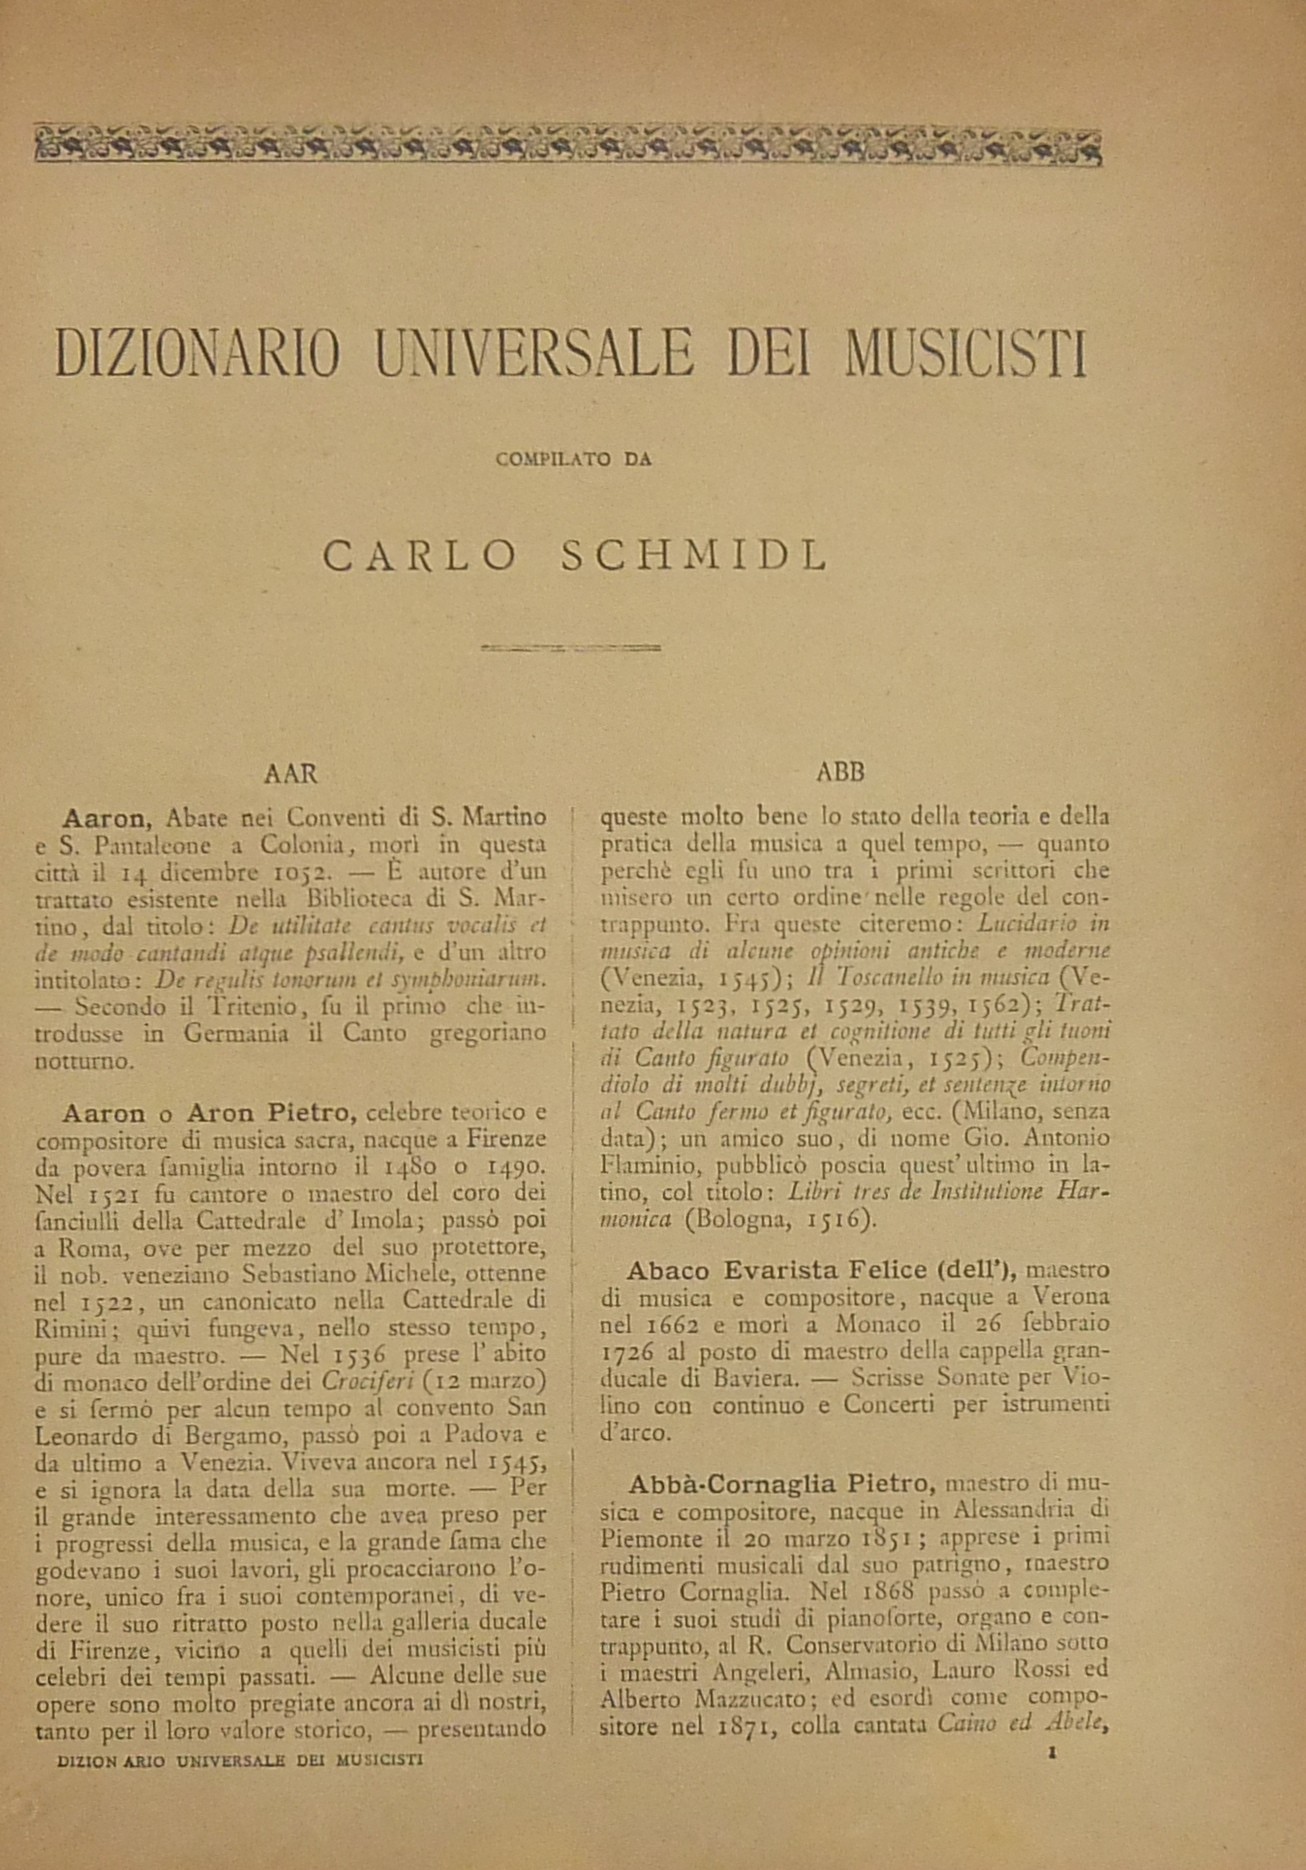 DIZIONARIO UNIVERSALE DEI MUSICISTI
COMPILATO DA
CARLO SCHMIDL
AAR
Aaron, Abate nei Conventi di S. Martino
e S. Pantaleone a Colonia, morì in questa
città il 14 dicembre 1052. — È autore d'un
trattato esistente nella Biblioteca di S. Mar-
tino, dal titolo: De utilitate cantus vocalis et
de modo cantandi atque psallendi, e d'un altro
intitolato: De regulis tonorum et symphoniarum.
— Secondo il Tritenio, fu il primo che in-
trodusse in Germania il Canto gregoriano
notturno.
Aaron o Aron Pietro, celebre teorico e
compositore di musica sacra, nacque a Firenze
da povera famiglia intorno il 1480 o 1490.
Nel 1521 fu cantore o maestro del coro dei
fanciulli della Cattedrale d' Imola; passò poi
a Roma, ove per mezzo del suo protettore,
il nob. veneziano Sebastiano Michele, ottenne
nel 1522, un canonicato nella Cattedrale di
Rimini; quivi fungeva, nello stesso tempo,
pure da maestro. — Nel 1536 prese l' abito
di monaco dell'ordine dei Crociferi (12 marzo)
e si fermò per alcun tempo al convento San
Leonardo di Bergamo, passò poi a Padova e
da ultimo a Venezia. Viveva ancora nel 1545,
e si ignora la data della sua morte. — Per
il grande interessamento che avea preso per
i progressi della musica, e la grande fama che
godevano i suoi lavori, gli procacciarono l'o-
nore, unico fra i suoi contemporanei, di ve-
dere il suo ritratto posto nella galleria ducale
di Firenze, vicino a quelli dei musicisti più
celebri dei tempi passati. — Alcune delle sue
opere sono molto pregiate ancora ai dì nostri,
tanto per il loro valore storico, — presentando
ABB
queste molto bene lo stato della teoria e della
pratica della musica a quel tempo, — quanto
perchè egli fu uno tra i primi scrittori che
misero un certo ordine nelle regole del con-
trappunto. Fra queste citeremo: Lucidario in
musica di alcune opinioni antiche e moderne
(Venezia, 1545); Il Toscanello in musica (Ve-
nezia, 1523, 1525, 1529, 1539, 1562); Trat-
tato della natura et cognitione di tutti gli tuoni
di Canto figurato (Venezia, 1525); Compen-
diolo di molti dubbj, segreti, et sentenze intorno
al Canto fermo et figurato, ecc. (Milano, senza
data); un amico suo, di nome Gio. Antonio
Flaminio, pubblicò poscia quest' ultimo in la-
tino, col titolo: Libri tres de Institutione Har-
monica (Bologna, 1516).
Abaco Evarista Felice (dell'), maestro
di musica e compositore, nacque a Verona
nel 1662 e morì a Monaco il 26 febbraio
1726 al posto di maestro della cappella gran-
ducale di Baviera. — Scrisse Sonate per Vio-
lino con continuo e Concerti per istrumenti
d'arco.
Abbà-Cornaglia Pietro, maestro di mu-
sica e compositore, nacque in Alessandria di
Piemonte il 20 marzo 1851; apprese i primi
rudimenti musicali dal suo patrigno, maestro
Pietro Cornaglia. Nel 1868 passò a comple-
tare i suoi studî di pianoforte, organo e con-
trappunto, al R. Conservatorio di Milano sotto
i maestri Angeleri, Almasio, Lauro Rossi ed
Alberto Mazzucato; ed esordì come compo-
sitore nel 1871, colla cantata Caino ed Abele,
DIZION ARIO UNIVERSALE DEI MUSICISTI
1